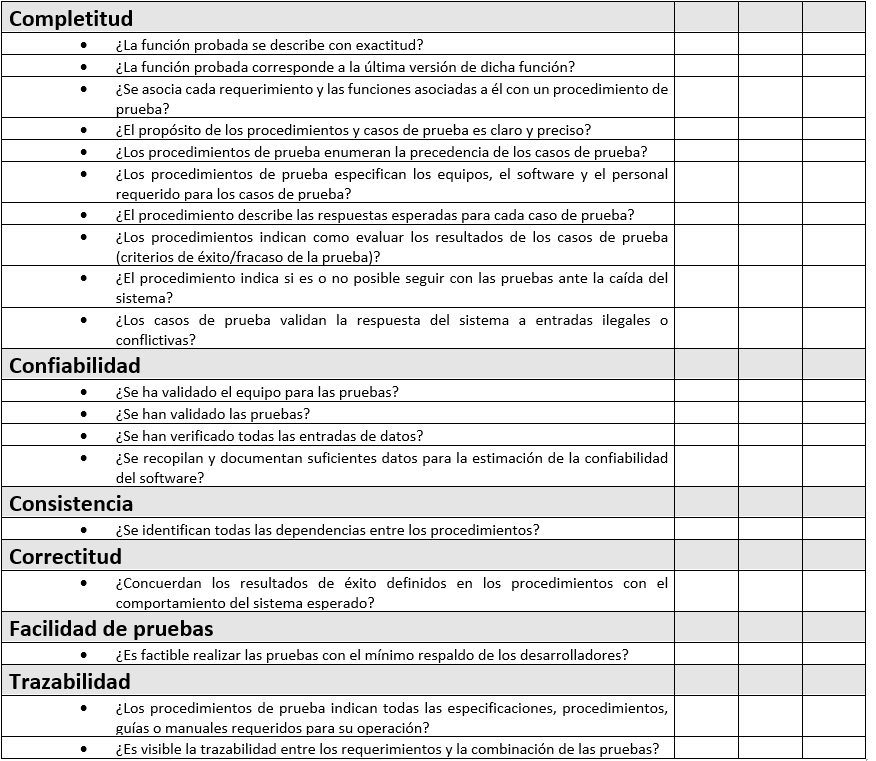 Completitud
• ¿La función probada se describe con exactitud?
• ¿La función probada corresponde a la última versión de dicha función?
• ¿Se asocia cada requerimiento y las funciones asociadas a él con un procedimiento de
prueba?
• ¿El propósito de los procedimientos y casos de prueba es claro y preciso?
• ¿Los procedimientos de prueba enumeran la precedencia de los casos de prueba?
• ¿Los procedimientos de prueba especifican los equipos, el software y el personal
requerido para los casos de prueba?
• ¿El procedimiento describe las respuestas esperadas para cada caso de prueba?
• ¿Los procedimientos indican como evaluar los resultados de los casos de prueba
(criterios de éxito/fracaso de la prueba)?
• ¿El procedimiento indica si es o no posible seguir con las pruebas ante la caída del
sistema?
• ¿Los casos de prueba validan la respuesta del sistema a entradas ilegales o
conflictivas?
Confiabilidad
• ¿Se ha validado el equipo para las pruebas?
• ¿Se han validado las pruebas?
• ¿Se han verificado todas las entradas de datos?
• ¿Se recopilan y documentan suficientes datos para la estimación de la confiabilidad
del software?
Consistencia
• ¿Se identifican todas las dependencias entre los procedimientos?
Correctitud
• ¿Concuerdan los resultados de éxito definidos en los procedimientos con el
comportamiento del sistema esperado?
Facilidad de pruebas
• ¿Es factible realizar las pruebas con el mínimo respaldo de los desarrolladores?
Trazabilidad
• ¿Los procedimientos de prueba indican todas las especificaciones, procedimientos,
guías o manuales requeridos para su operación?
• ¿Es visible la trazabilidad entre los requerimientos y la combinación de las pruebas?